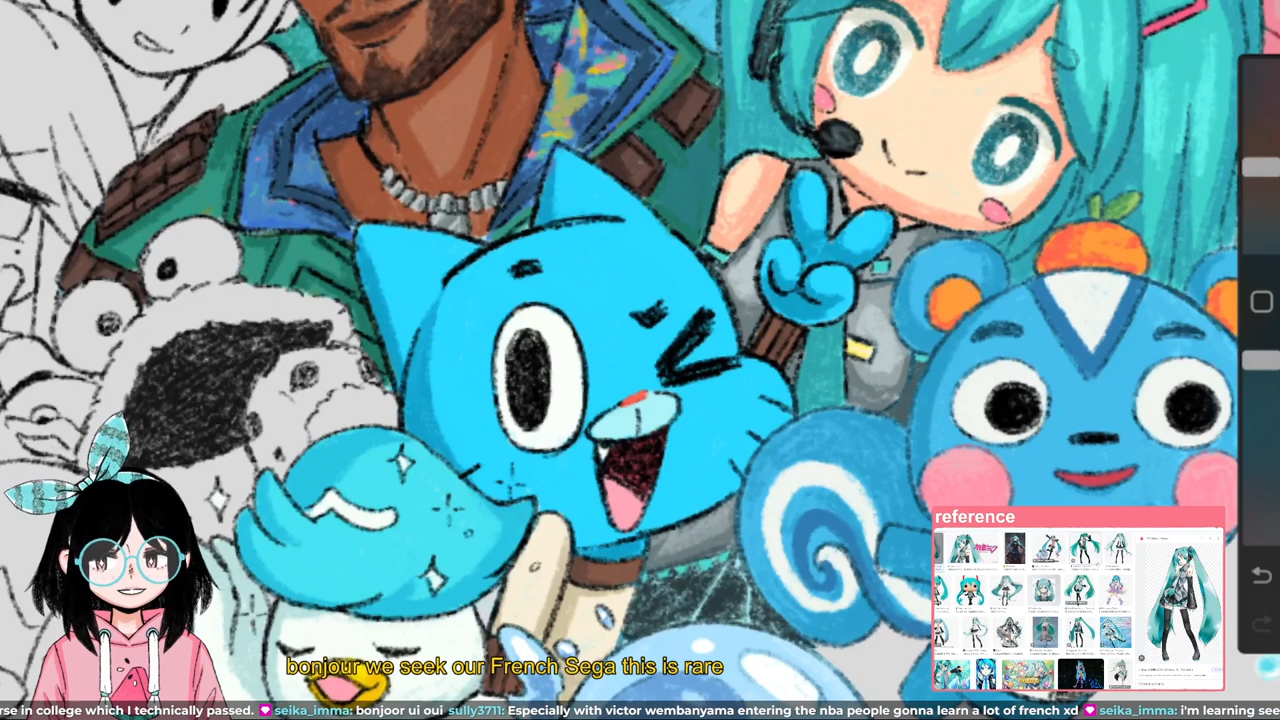 reference
bonjour we seek our French Sega this is rare
rse in college which I technically passed. seika_imma: bonjoor ui oui sully3711: Especially with victor wembanyama entering the nba people gonna learn a lot of french xd seika_imma: i'm learning see